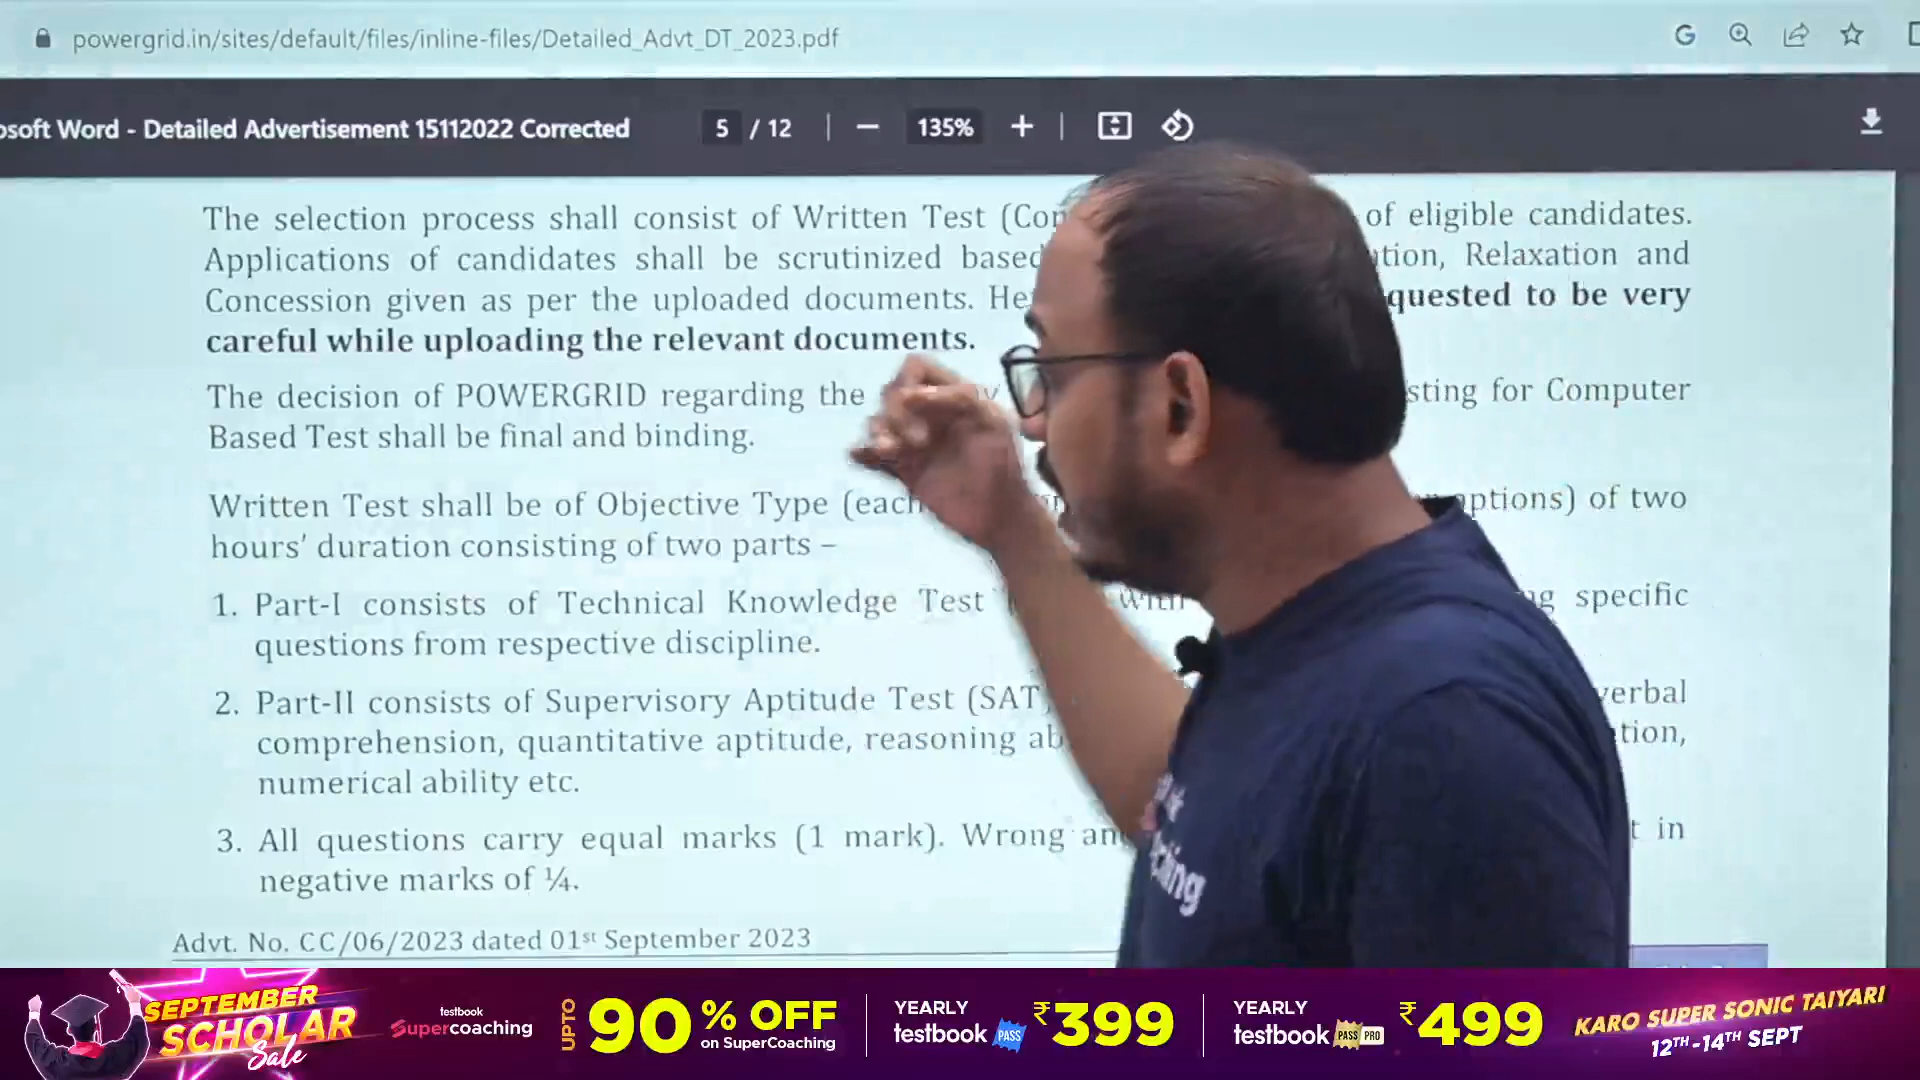 powergrid.in/sites/default/files/inline-files/Detailed_Advt_DT_2023.pdf
osoft Word - Detailed Advertisement 15112022 Corrected 5 / 12 135%
The selection process shall consist of Written Test (Con of eligible candidates.
Applications of candidates shall be scrutinized based tion, Relaxation and
Concession given as per the uploaded documents. He quested to be very
careful while uploading the relevant documents.
The decision of POWERGRID regarding the sting for Computer
Based Test shall be final and binding.
Written Test shall be of Objective Type (each options) of two
hours' duration consisting of two parts –
1. Part-I consists of Technical Knowledge Test with ng specific
questions from respective discipline.
2. Part-II consists of Supervisory Aptitude Test (SAT) verbal
comprehension, quantitative aptitude, reasoning ab tion,
numerical ability etc.
3. All questions carry equal marks (1 mark). Wrong an t in
negative marks of ¼.
Advt. No. CC/06/2023 dated 01st September 2023
SEPTEMBER
SCHOLAR
Sale
testbook
Supercoaching
UPTO 90% OFF
on SuperCoaching
YEARLY
testbook PASS ₹399
YEARLY
testbook PASS PRO ₹499
KARO SUPER SONIC TAIYARI
12TH-14TH SEPT